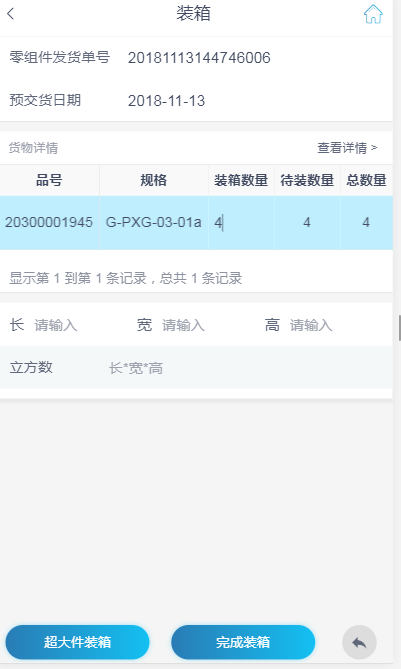 装箱
零组件发货单号 20181113144746006
预交货日期 2018-11-13
货物详情 查看详情 >
品号 规格 装箱数量 待装数量 总数量
20300001945 G-PXG-03-01a 4 4 4
显示第 1 到第 1 条记录，总共 1 条记录
长 请输入 宽 请输入 高 请输入
立方数 长*宽*高
超大件装箱 完成装箱